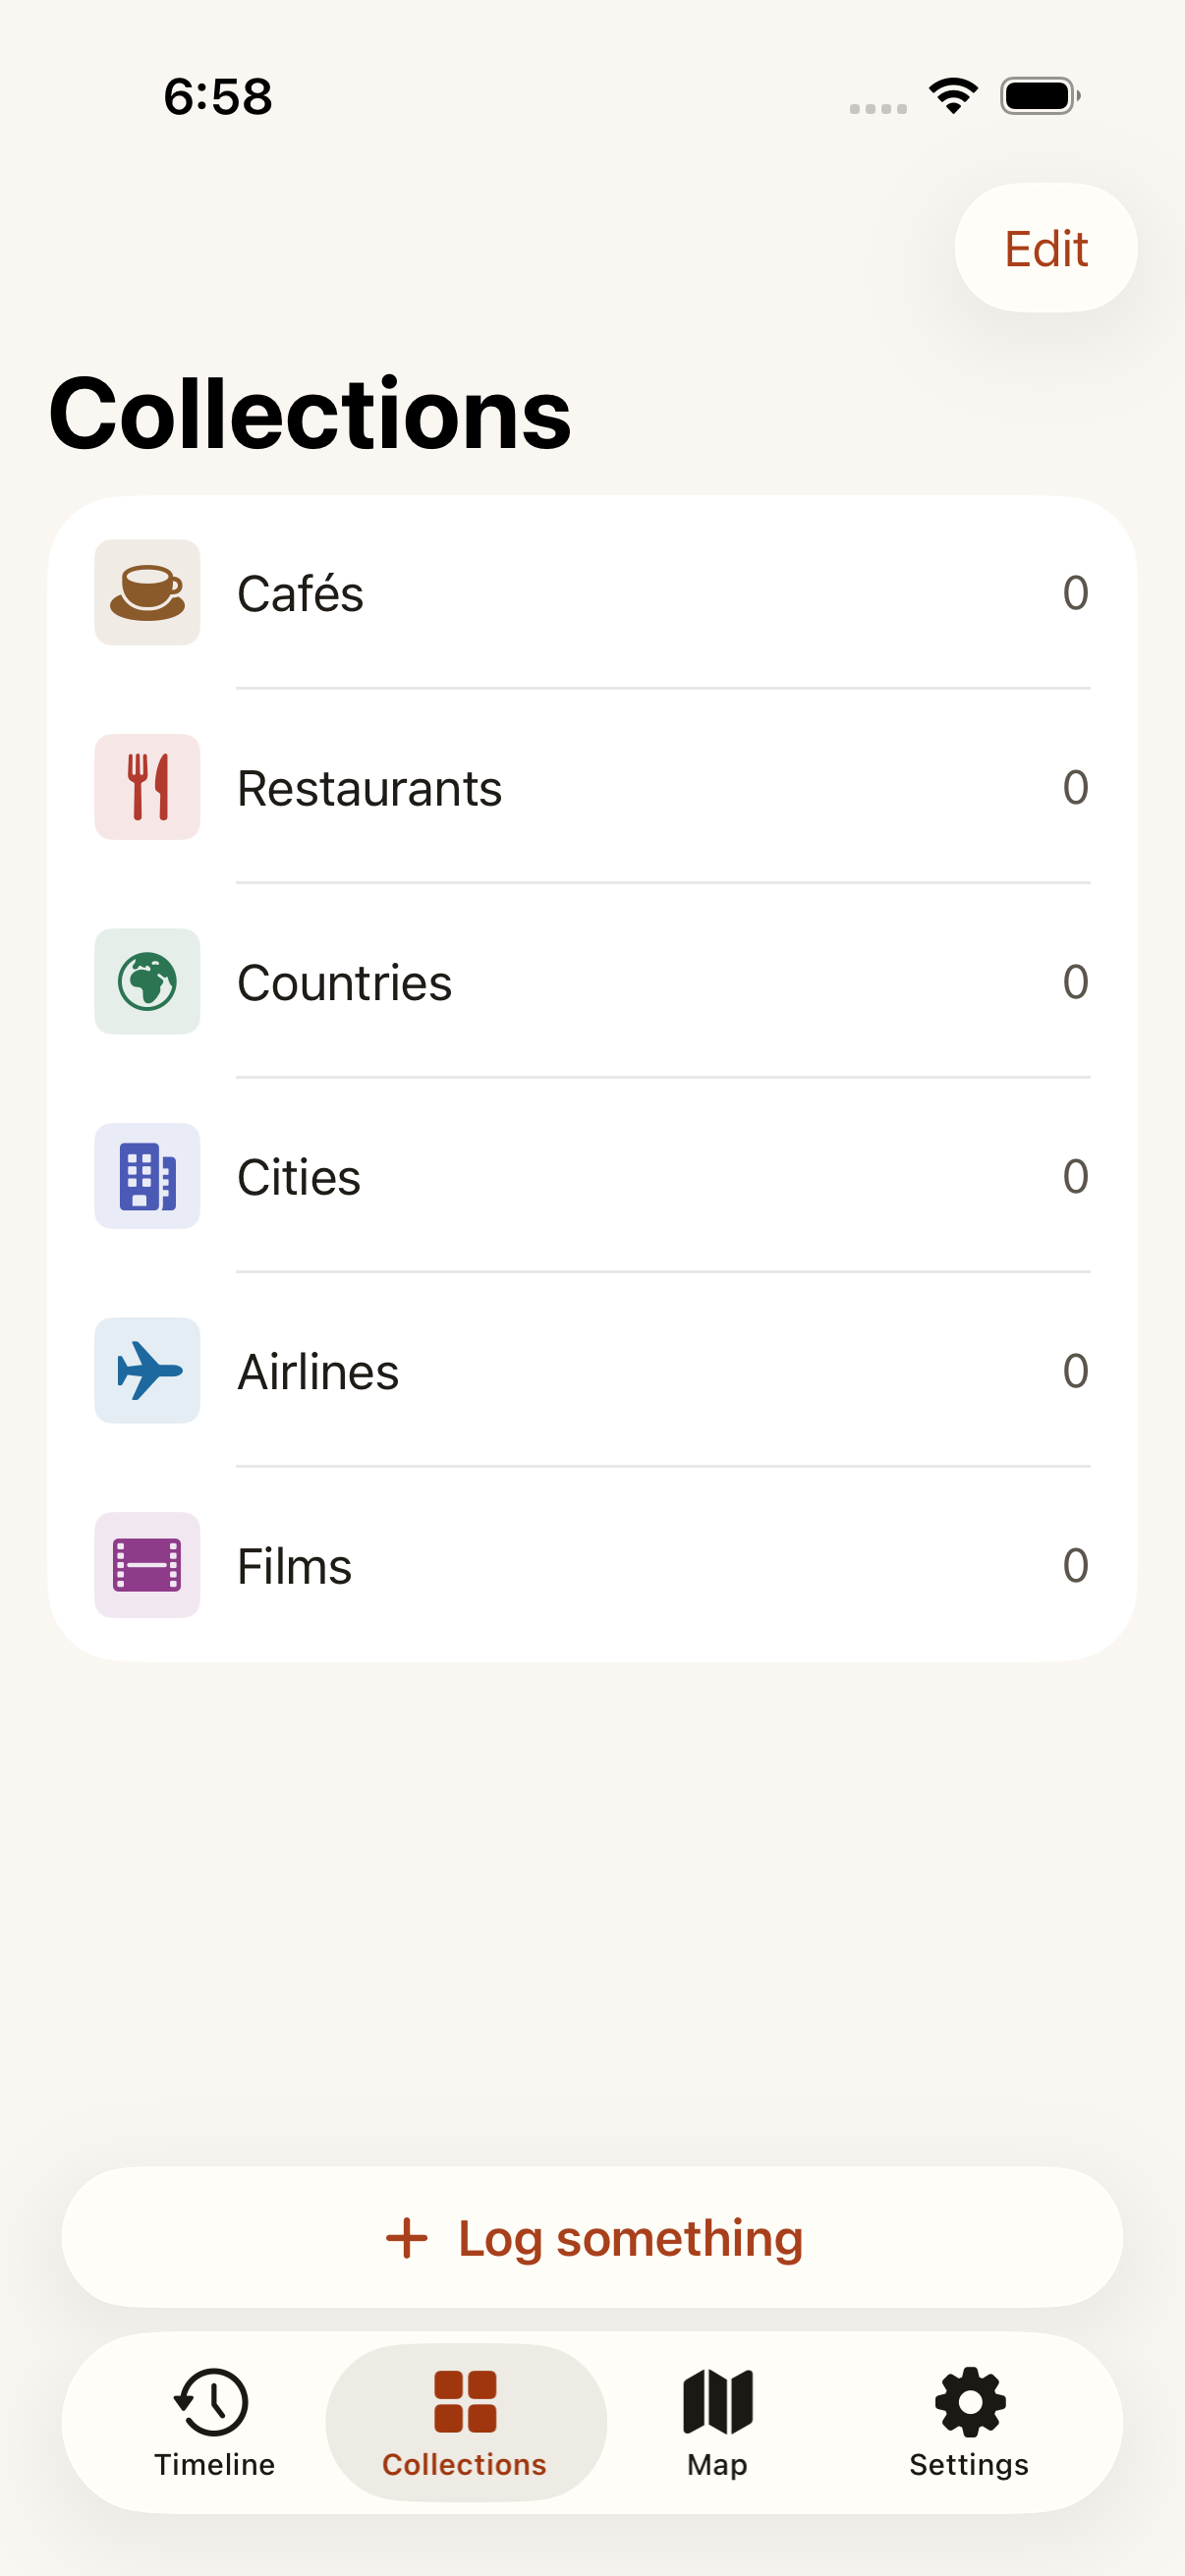 6:58
Edit
Collections
Cafés 0
Restaurants 0
Countries 0
Cities 0
Airlines 0
Films 0
+ Log something
Timeline Collections Map Settings